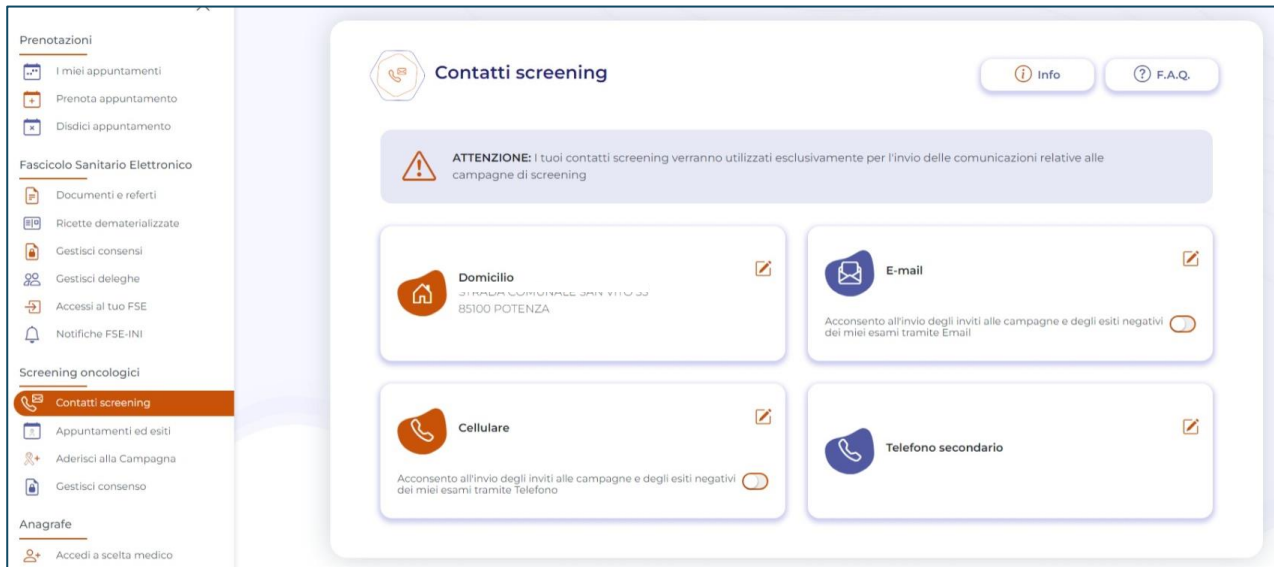 Prenotazioni
I miei appuntamenti
Prenota appuntamento
Disdici appuntamento
Fascicolo Sanitario Elettronico
Documenti e referti
Ricette dematerializzate
Gestisci consensi
Gestisci deleghe
Accessi al tuo FSE
Notifiche FSE-INI
Screening oncologici
Contatti screening
Appuntamenti ed esiti
Aderisci alla Campagna
Gestisci consenso
Anagrafe
Accedi a scelta medico
Contatti screening
Info
F.A.Q.
ATTENZIONE: I tuoi contatti screening verranno utilizzati esclusivamente per l'invio delle comunicazioni relative alle
campagne di screening
Domicilio
STRADA COMUNALE SAN VITO
85100 POTENZA
E-mail
Acconsento all'invio degli inviti alle campagne e degli esiti negativi
dei miei esami tramite Email
Cellulare
Acconsento all'invio degli inviti alle campagne e degli esiti negativi
dei miei esami tramite Telefono
Telefono secondario